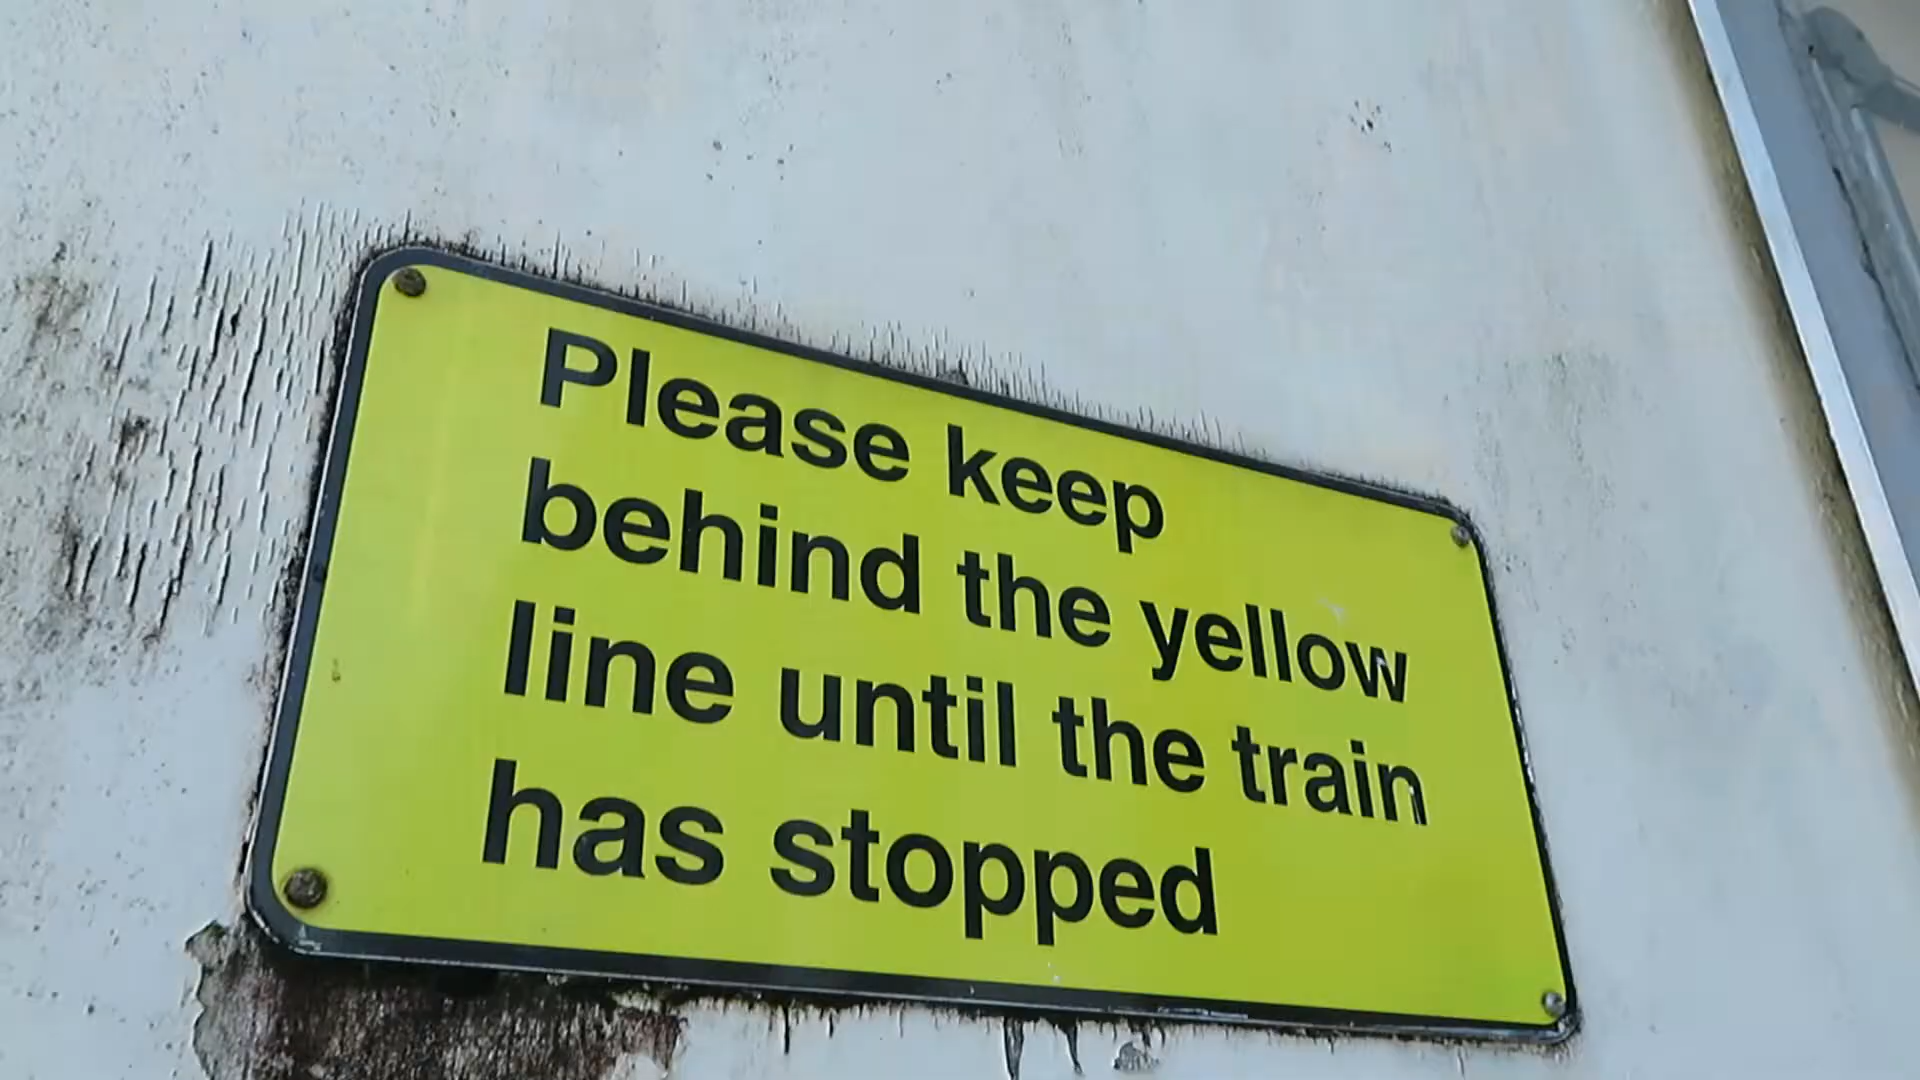 Please keep
behind the yellow
line until the train
has stopped